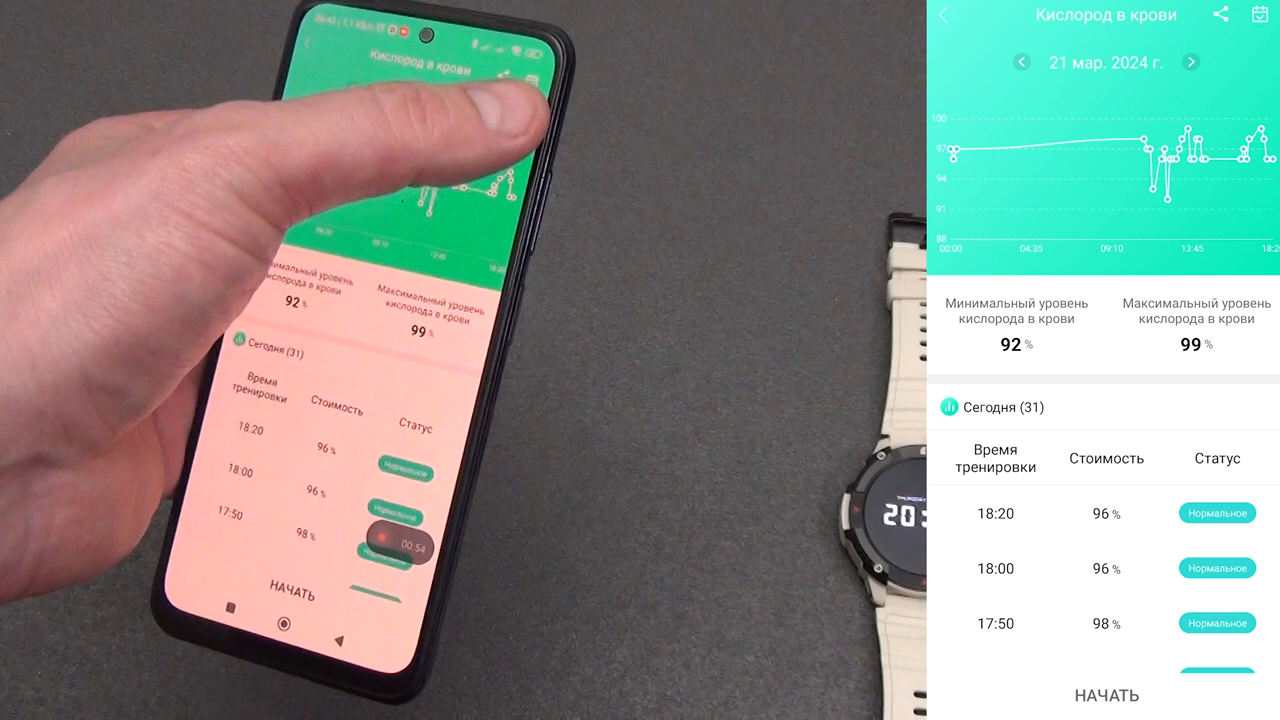 Кислород в крови
Минимальный уровень
кислорода в крови
92 %
Максимальный уровень
кислорода в крови
99 %
Сегодня (31)
Время
тренировки
Стоимость
Статус
18:20
96 %
Нормальное
18:00
96 %
Нормальное
17:50
98 %
00:54
НАЧАТЬ
20:
Кислород в крови
21 мар. 2024 г.
100
97
94
91
88
00:00
04:35
09:10
13:45
Минимальный уровень
кислорода в крови
92 %
Максимальный уровень
кислорода в крови
99 %
Сегодня (31)
Время
тренировки
Стоимость
Статус
18:20
96 %
Нормальное
18:00
96 %
Нормальное
17:50
98 %
Нормальное
НАЧАТЬ